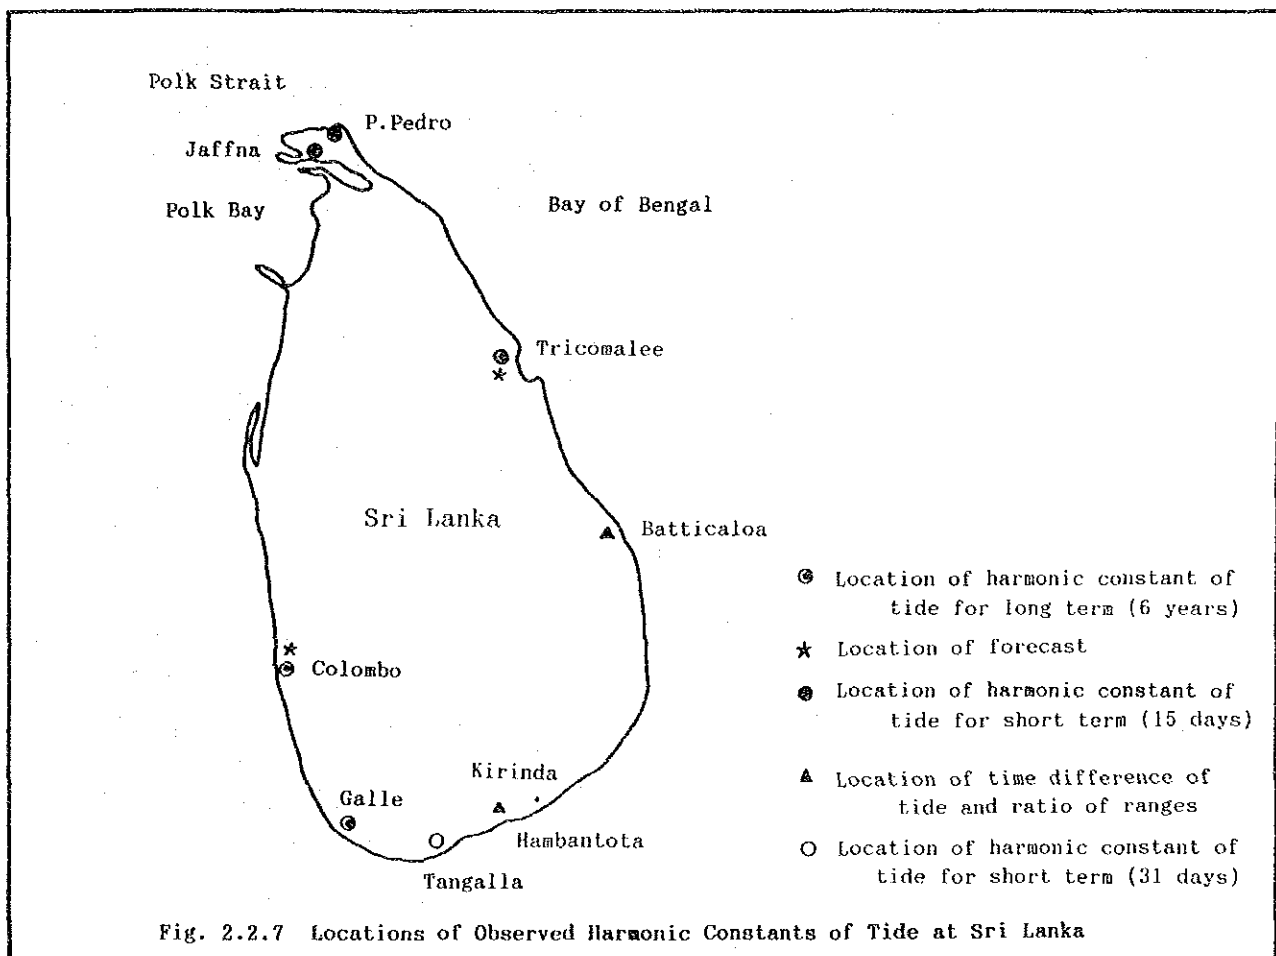 Polk Strait
P.Pedro
Jaffna
Polk Bay
Bay of Bengal
Tricomalee
Sri Lanka
Batticaloa
Colombo
Kirinda
Galle
Hambantota
Tangalla
Location of harmonic constant of
tide for long term (6 years)
Location of forecast
Location of harmonic constant of
tide for short term (15 days)
Location of time difference of
tide and ratio of ranges
Location of harmonic constant of
tide for short term (31 days)
Fig. 2.2.7 Locations of Observed Harmonic Constants of Tide at Sri Lanka